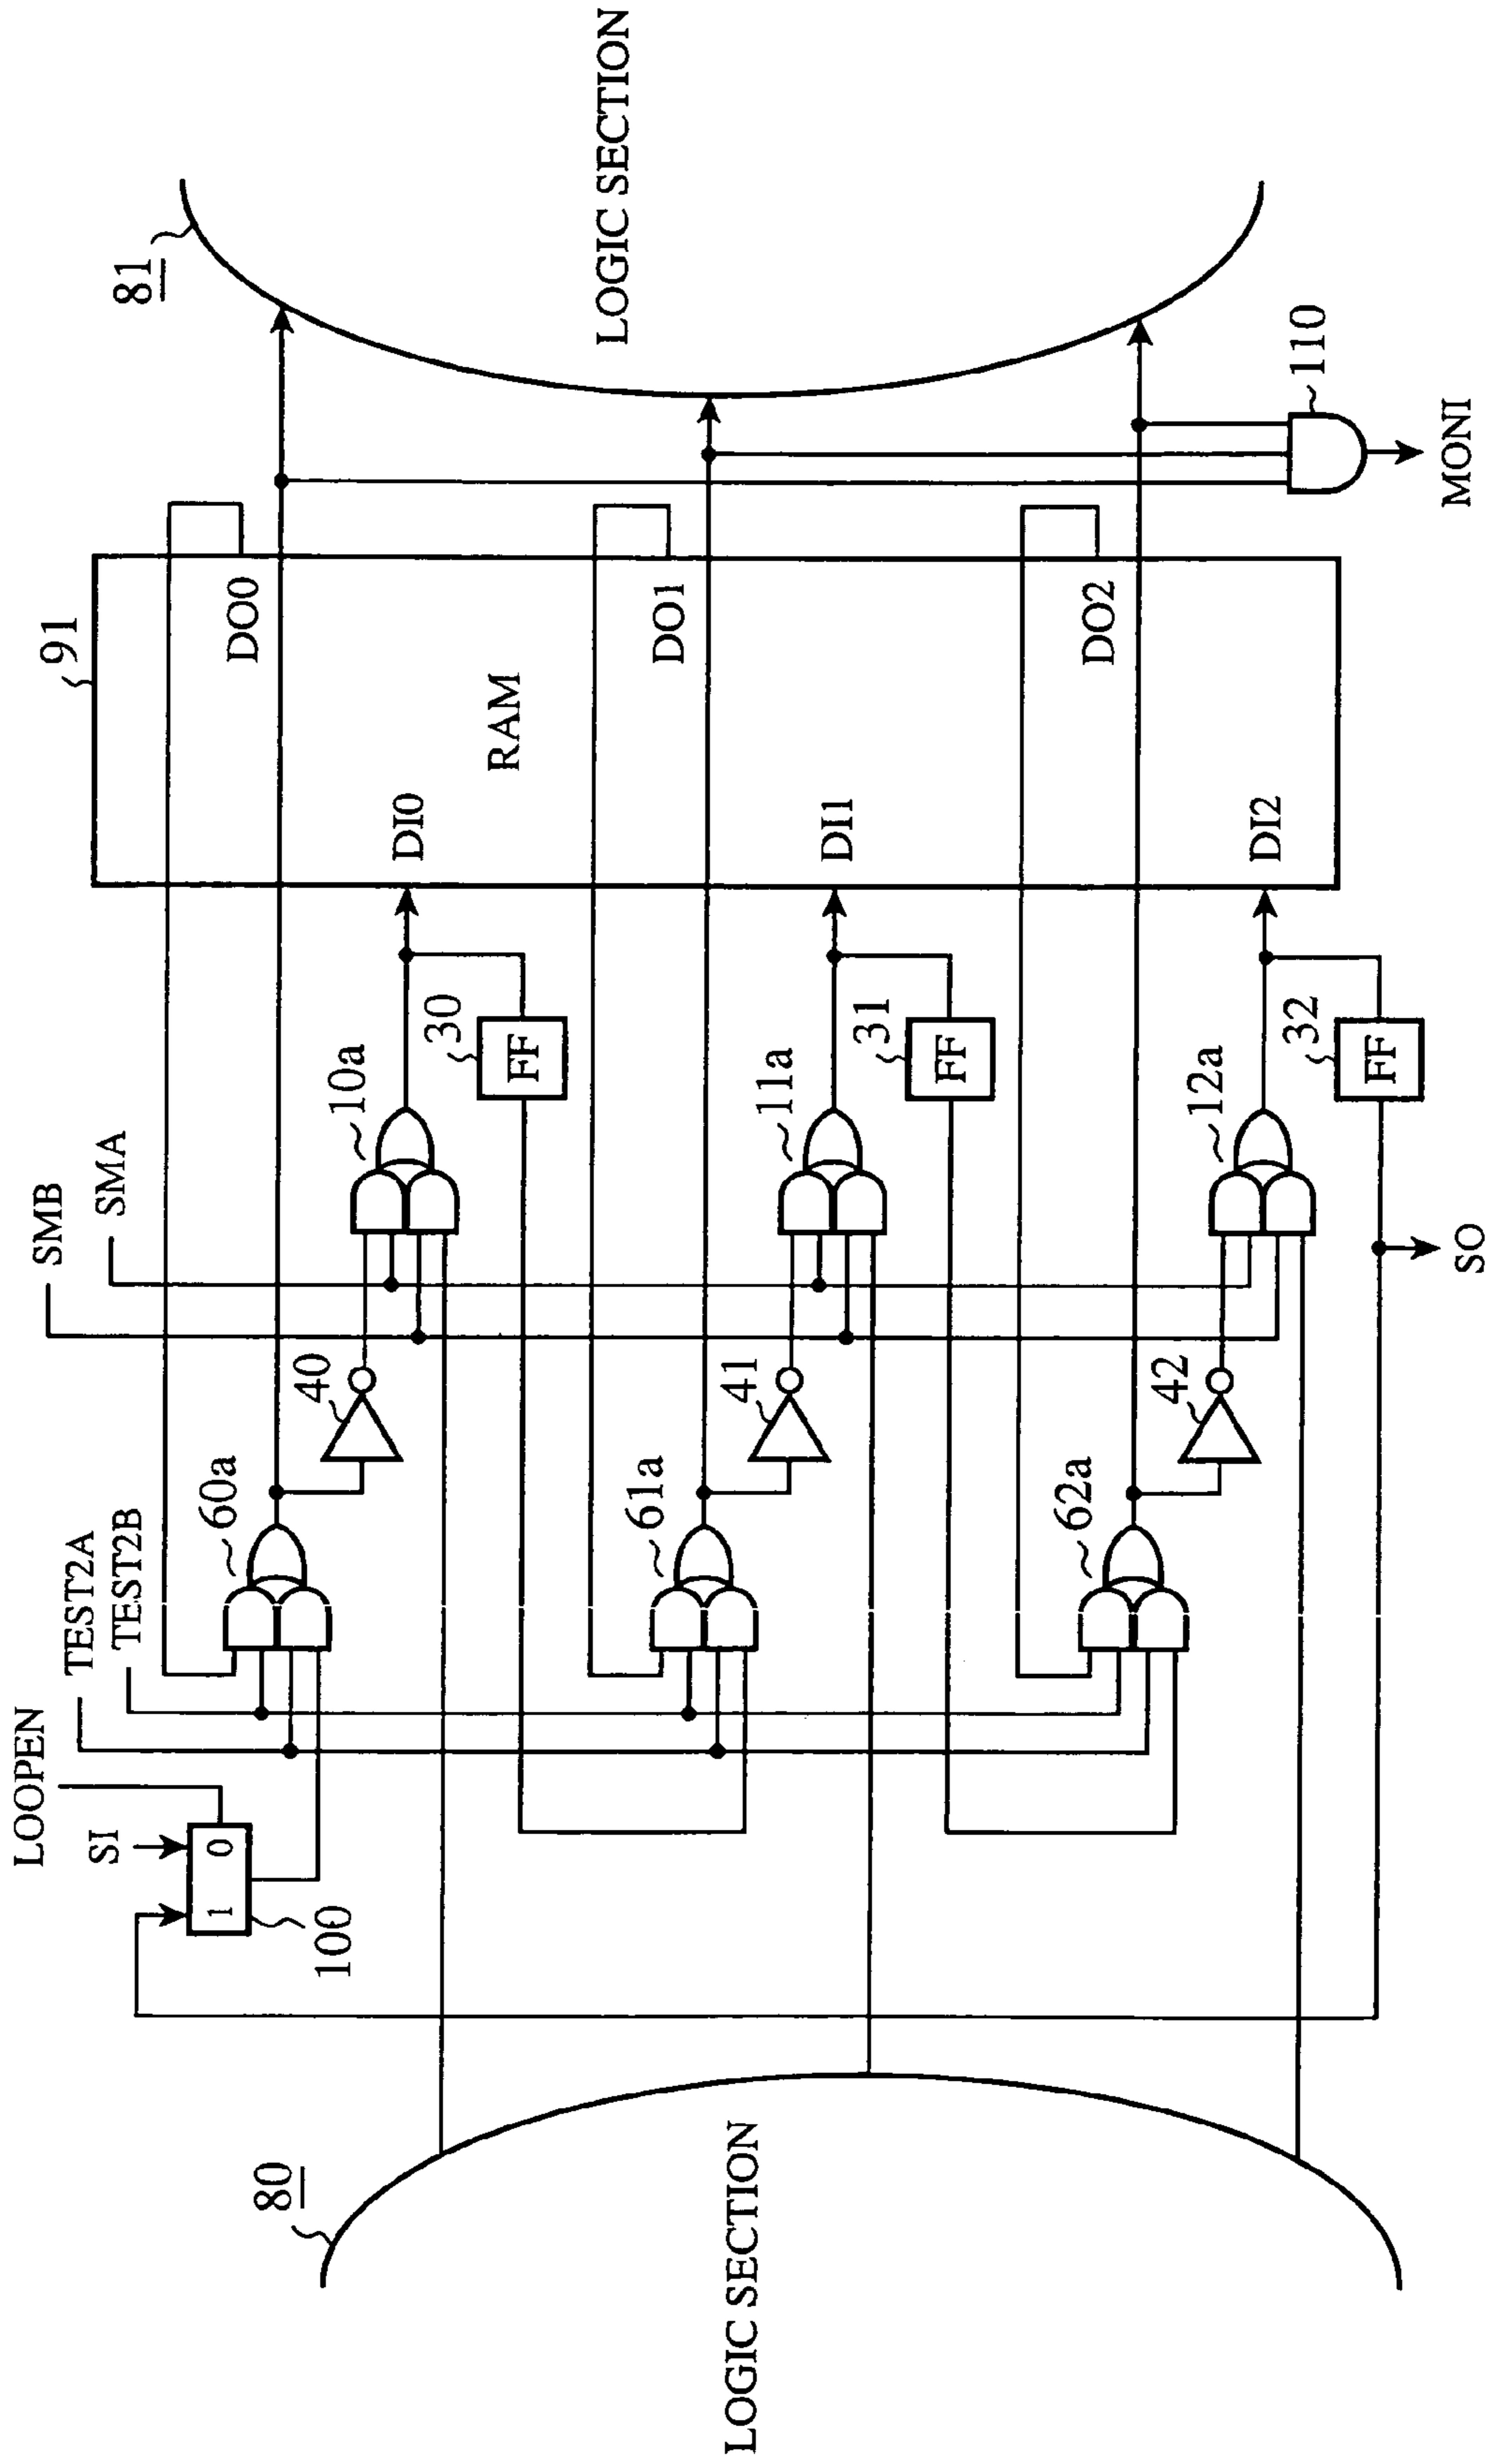 LOOPEN
SI
1 0
100
TEST2A
TEST2B
SMB
SMA
91
81
80
60a
40
10a
30
FF
DI0
DO0
RAM
61a
41
11a
31
FF
DI1
DO1
62a
42
12a
32
FF
DI2
DO2
LOGIC SECTION
LOGIC SECTION
SO
110
MONI